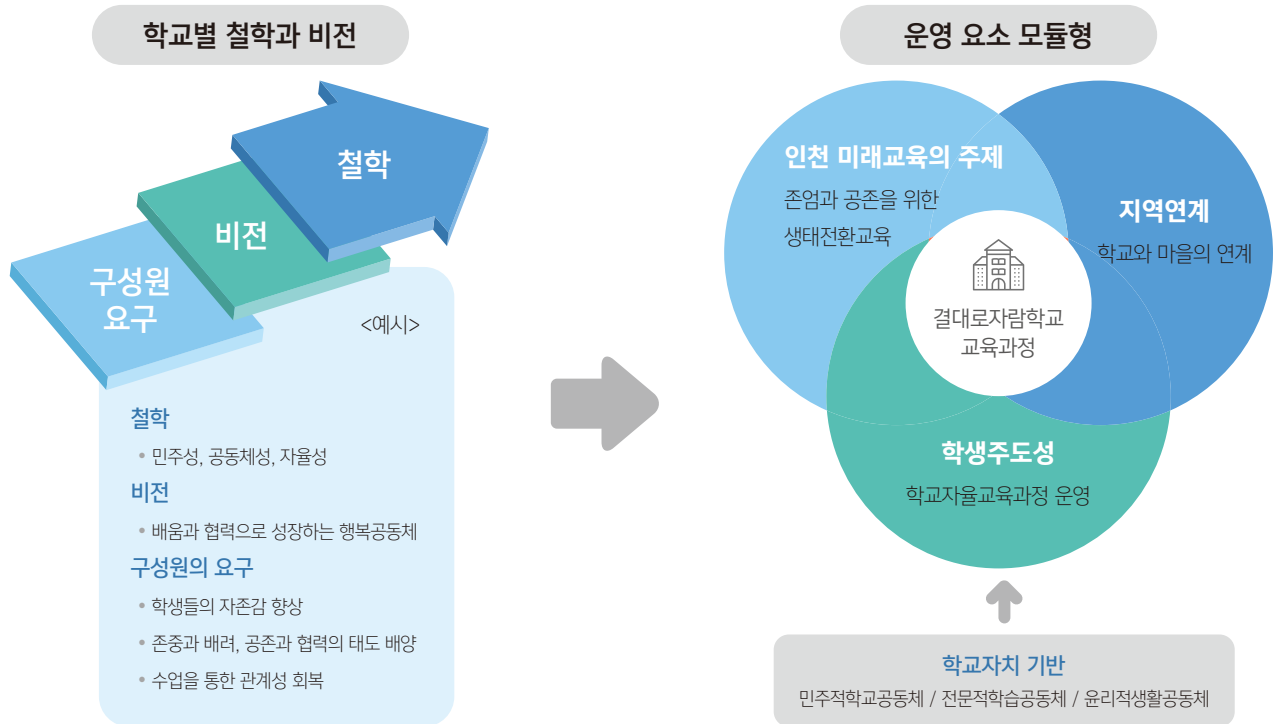 학교별 철학과 비전
철학
비전
구성원
요구
<예시>
철학
• 민주성, 공동체성, 자율성
비전
• 배움과 협력으로 성장하는 행복공동체
구성원의 요구
• 학생들의 자존감 향상
• 존중과 배려, 공존과 협력의 태도 배양
• 수업을 통한 관계성 회복
운영 요소 모듈형
인천 미래교육의 주제
존엄과 공존을 위한
생태전환교육
지역연계
학교와 마을의 연계
결대로자람학교
교육과정
학생주도성
학교자율교육과정 운영
학교자치 기반
민주적학교공동체 / 전문적학습공동체 / 윤리적생활공동체